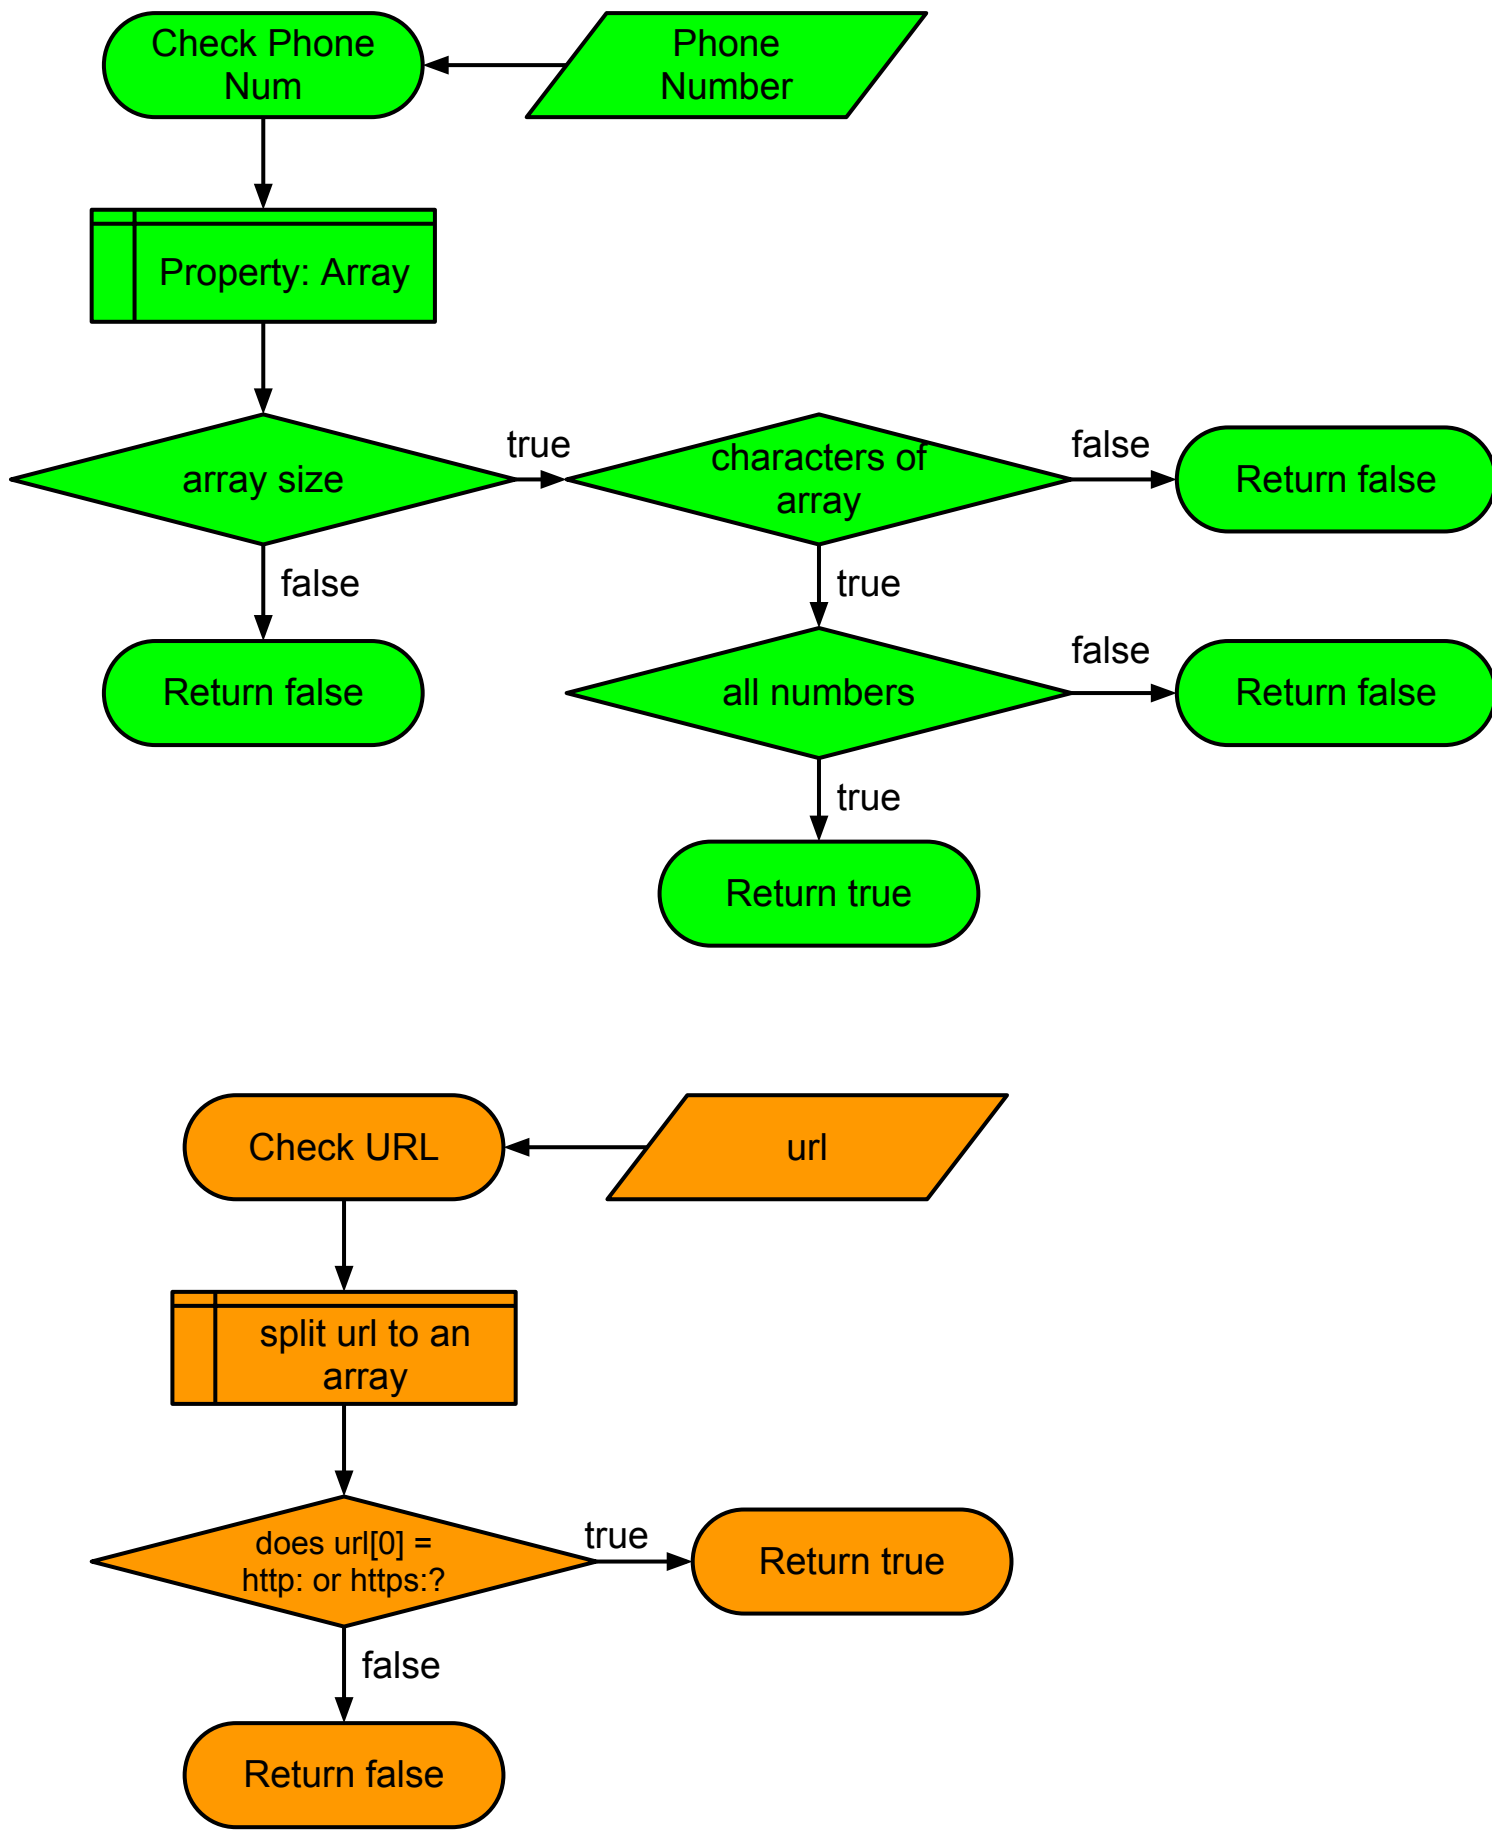 Check Phone
Num
Phone
Number
Property: Array
array size
true
characters of
array
false
Return false
false
true
Return false
all numbers
false
Return false
true
Return true
Check URL
url
split url to an
array
does url[0] =
http: or https:?
true
Return true
false
Return false